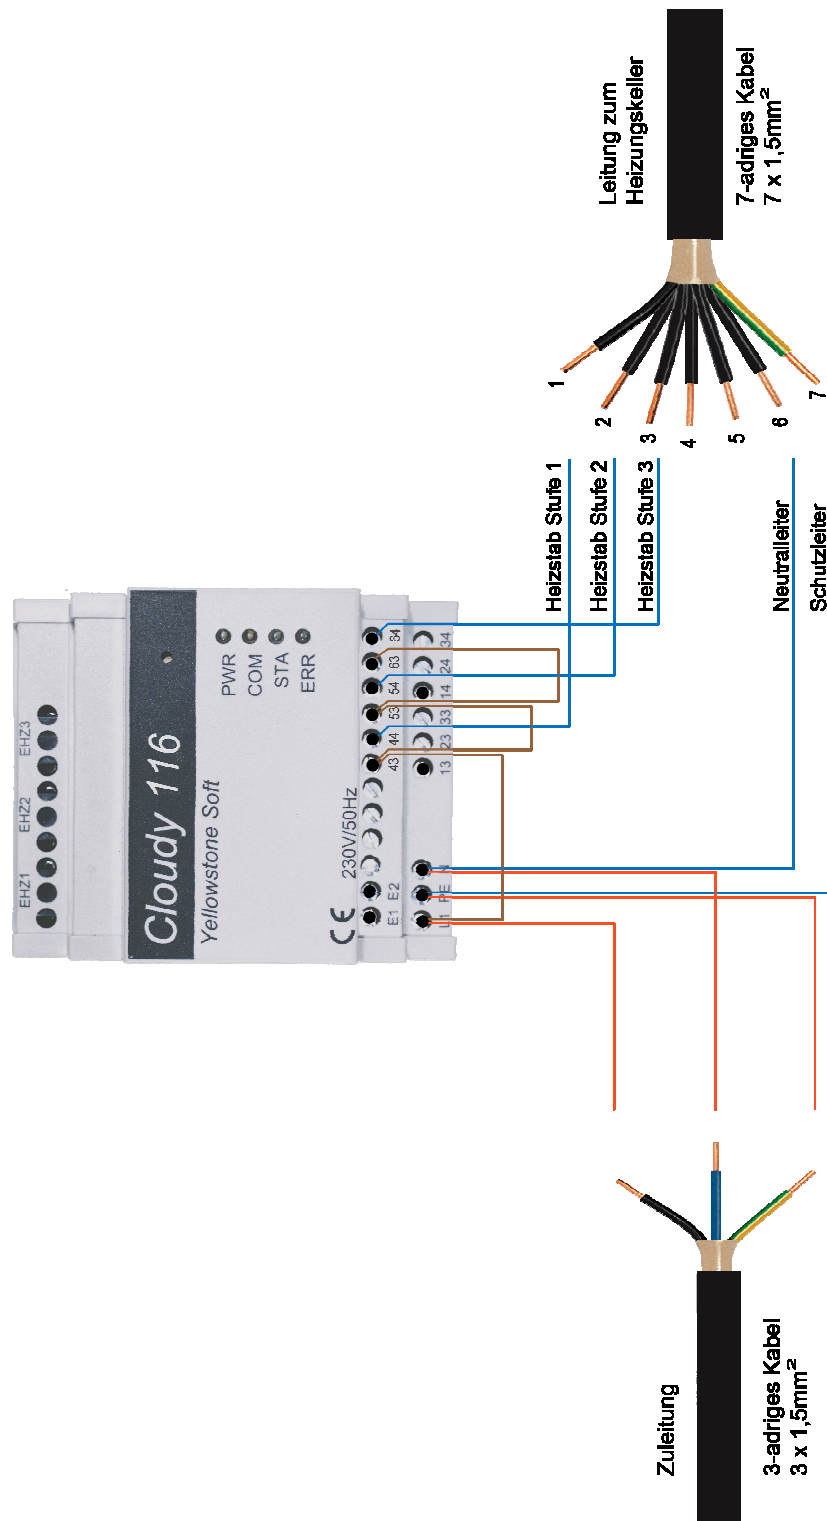 Leitung zum
Heizungskeller
7-adriges Kabel
7 x 1,5mm²
1
2
3
4
5
6
7
Heizstab Stufe 1
Heizstab Stufe 2
Heizstab Stufe 3
Neutralleiter
Schutzleiter
EHZ1 EHZ2 EHZ3
Cloudy 116
Yellowstone Soft
PWR
COM
STA
ERR
CE 230V/50Hz
E1 E2 43 44 53 54 63 64
L1 PE N 13 23 33 14 24 34
Zuleitung
3-adriges Kabel
3 x 1,5mm²